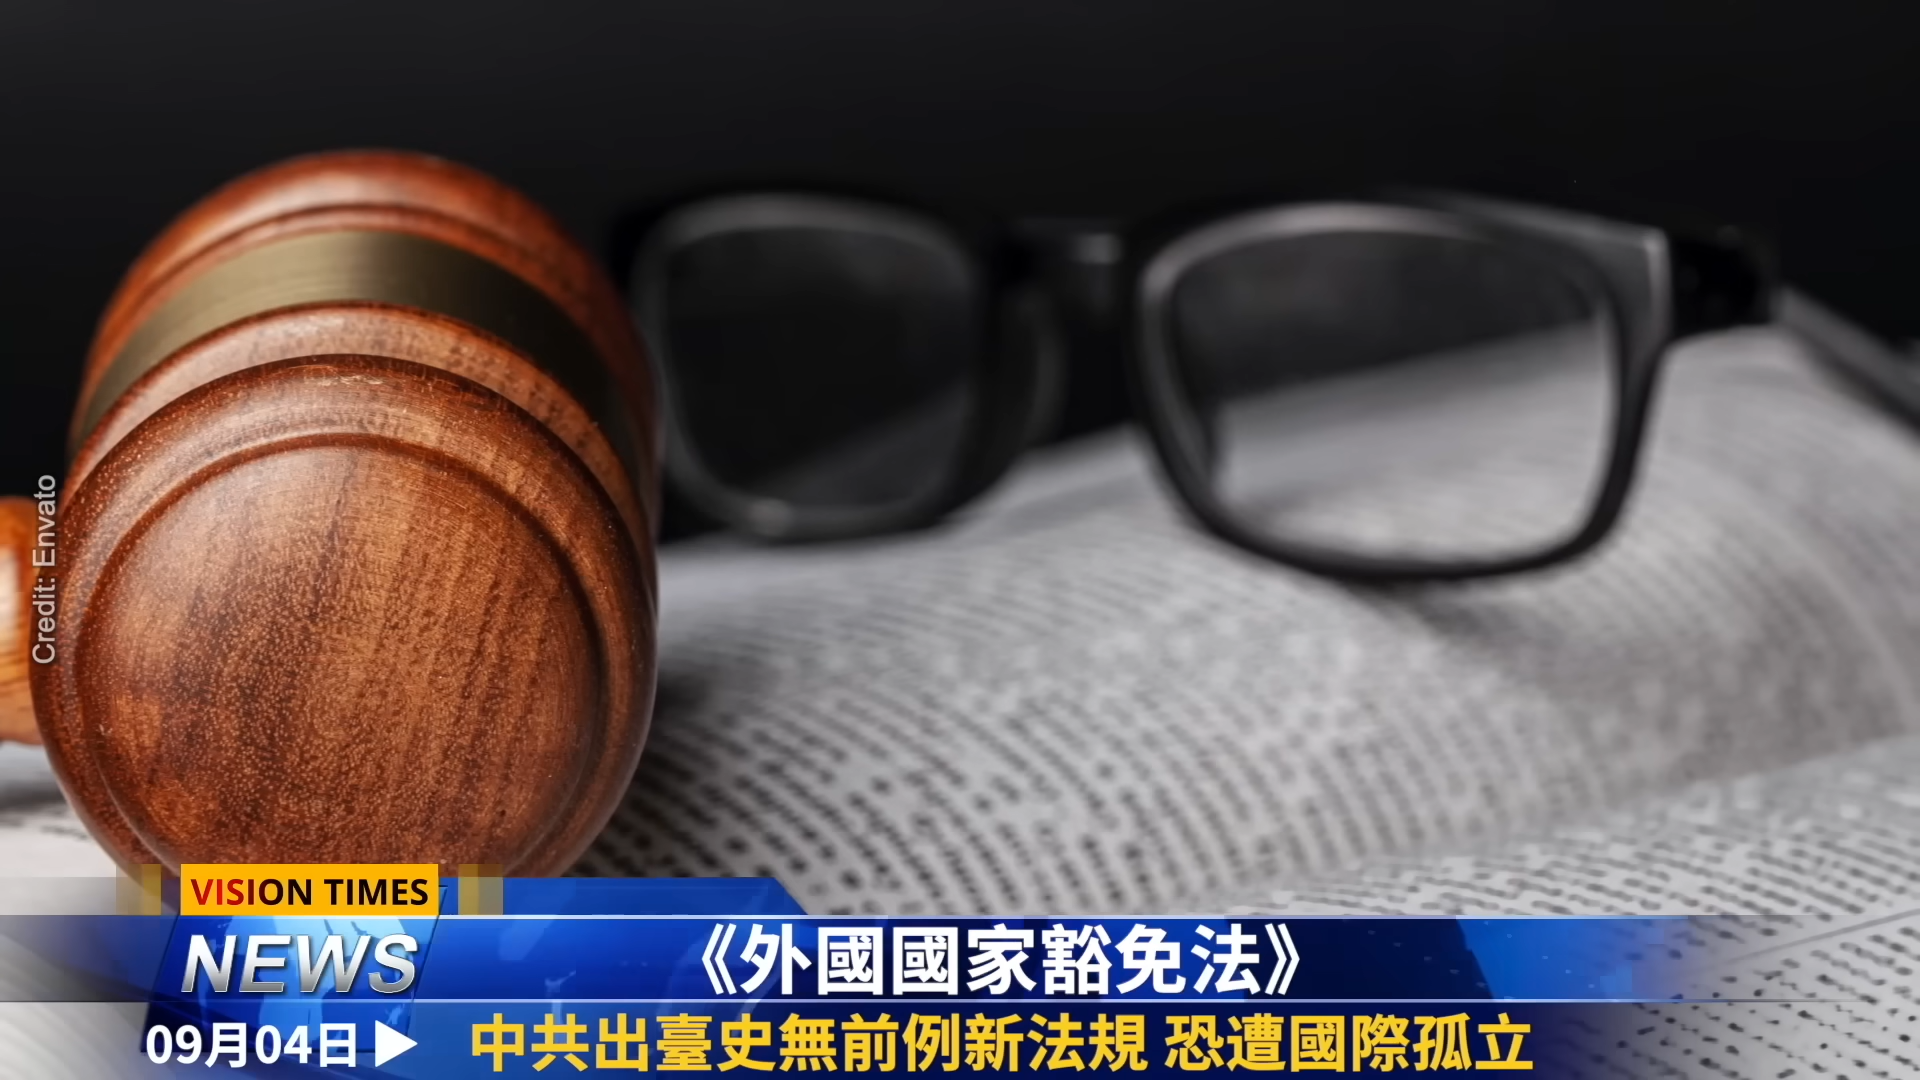 Credit: Envato
VISION TIMES
NEWS
《外國國家豁免法》
09月04日
中共出臺史無前例新法規 恐遭國際孤立